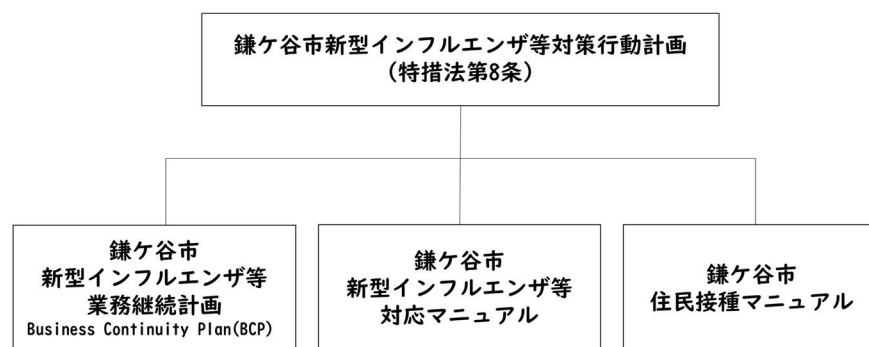 鎌ケ谷市新型インフルエンザ等対策行動計画
（特措法第8条）
鎌ケ谷市
新型インフルエンザ等
業務継続計画
Business Continuity Plan(BCP)
鎌ケ谷市
新型インフルエンザ等
対応マニュアル
鎌ケ谷市
住民接種マニュアル